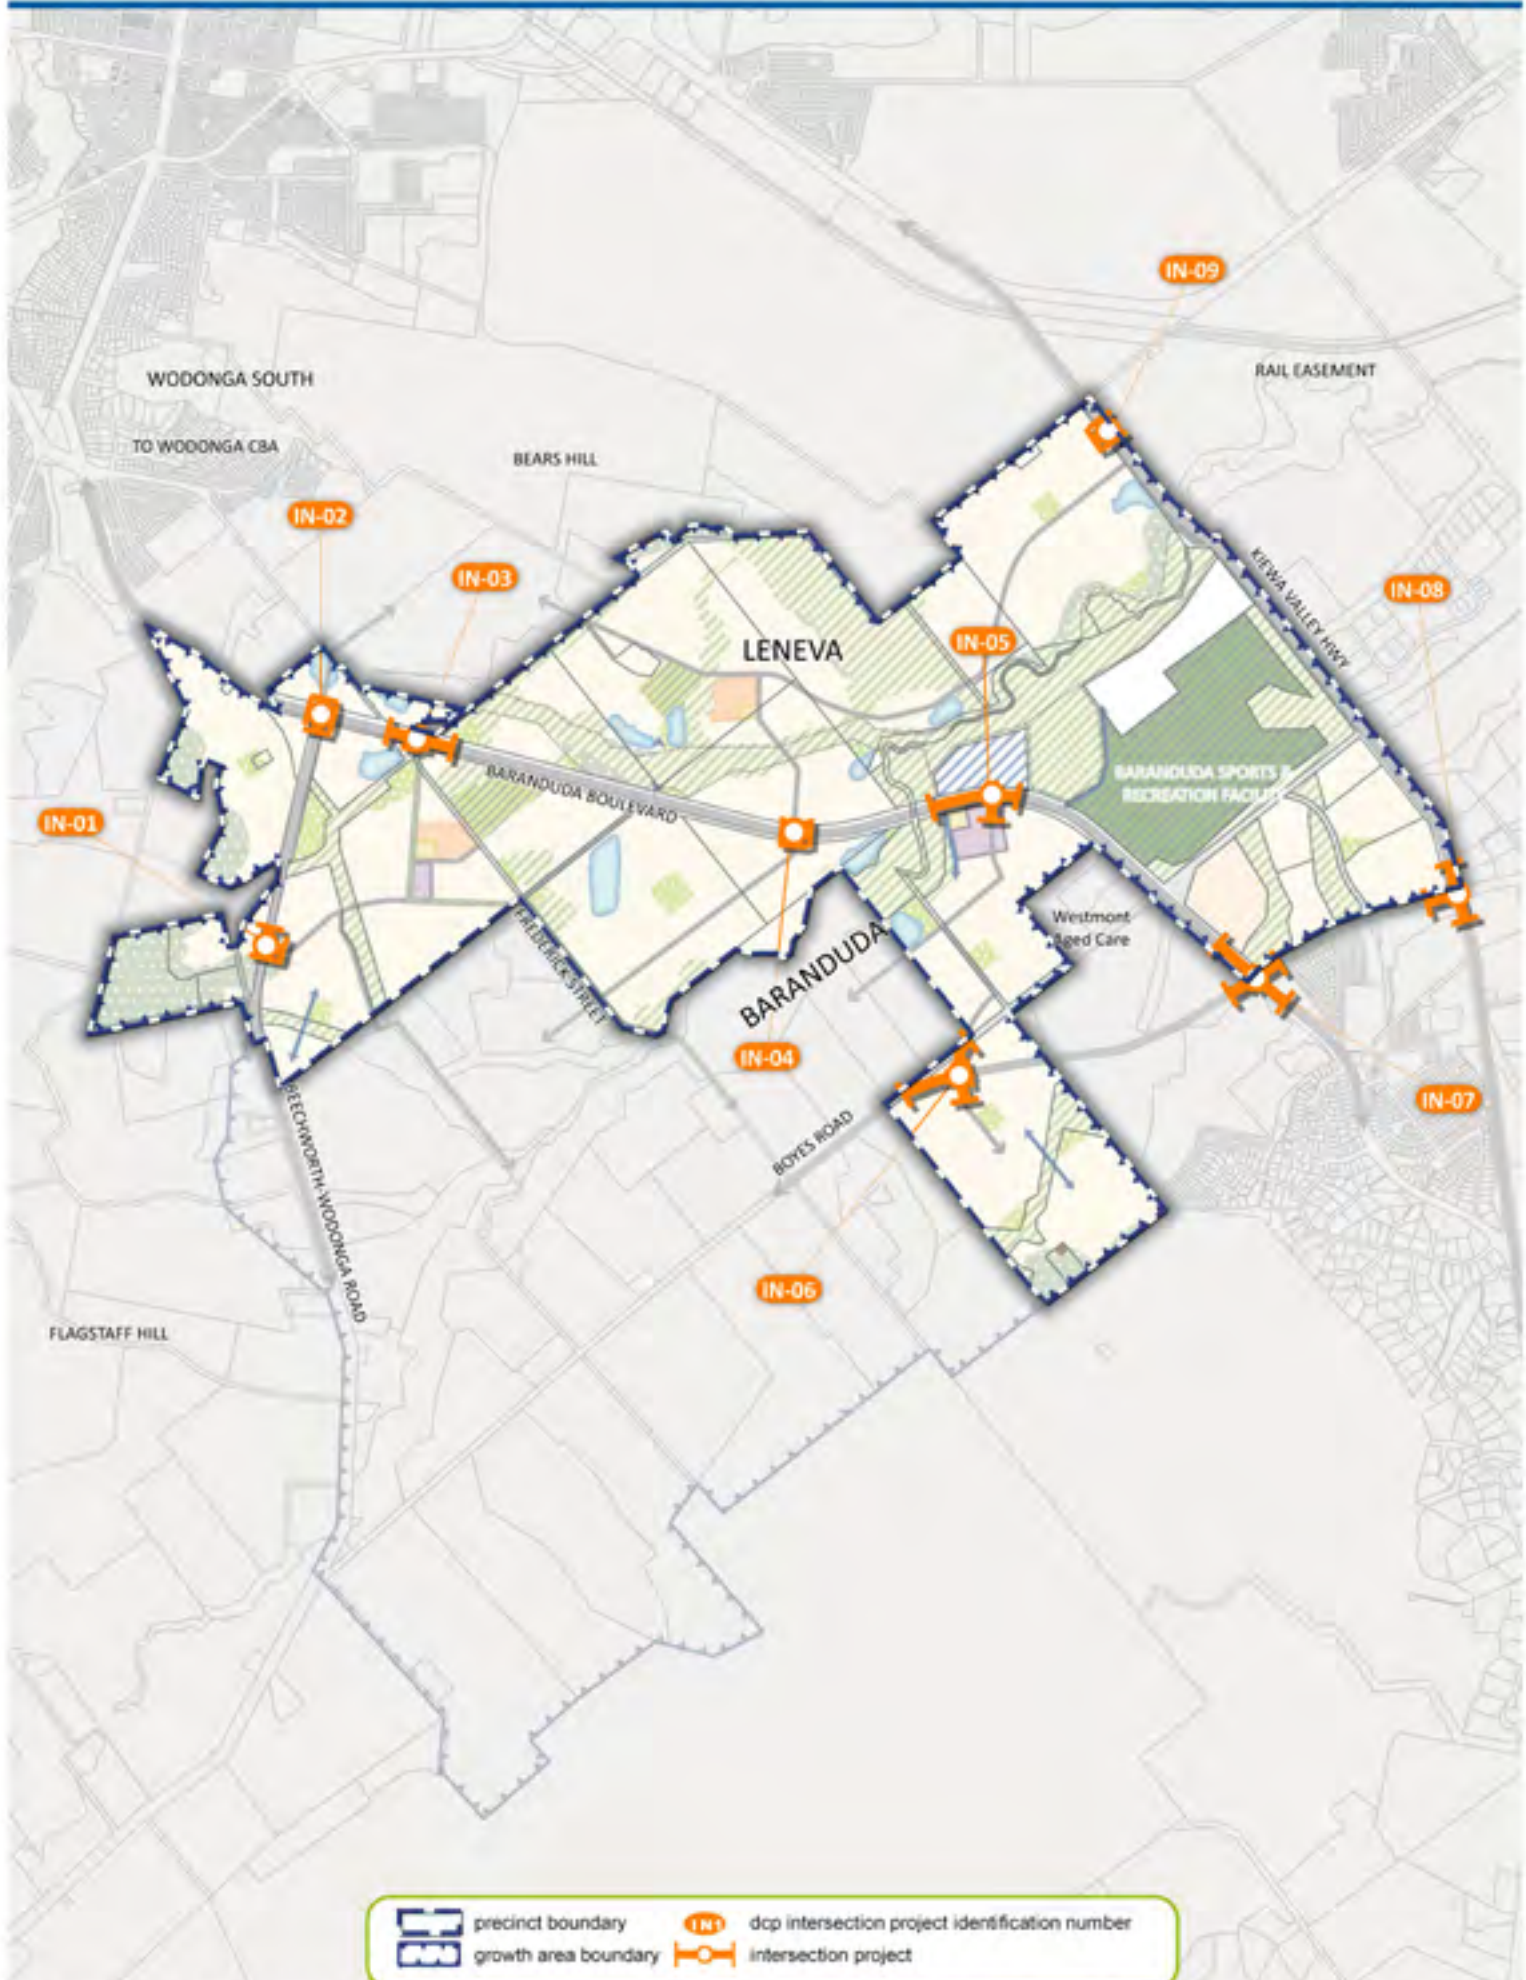 IN-09
RAIL EASEMENT
WODONGA SOUTH
TO WODONGA CBA
BEARS HILL
IN-02
IN-03
KIEWA VALLEY HWY
IN-08
LENEVA
IN-05
BARANDUDA SPORTS &
RECREATION FACILITY
BARANDUDA BOULEVARD
IN-01
Westmont
Aged Care
FREDERICK STREET
BARANDUDA
IN-04
IN-07
BOYES ROAD
BEECHWORTH-WODONGA ROAD
IN-06
FLAGSTAFF HILL
precinct boundary
IN1
dcp intersection project identification number
growth area boundary
intersection project